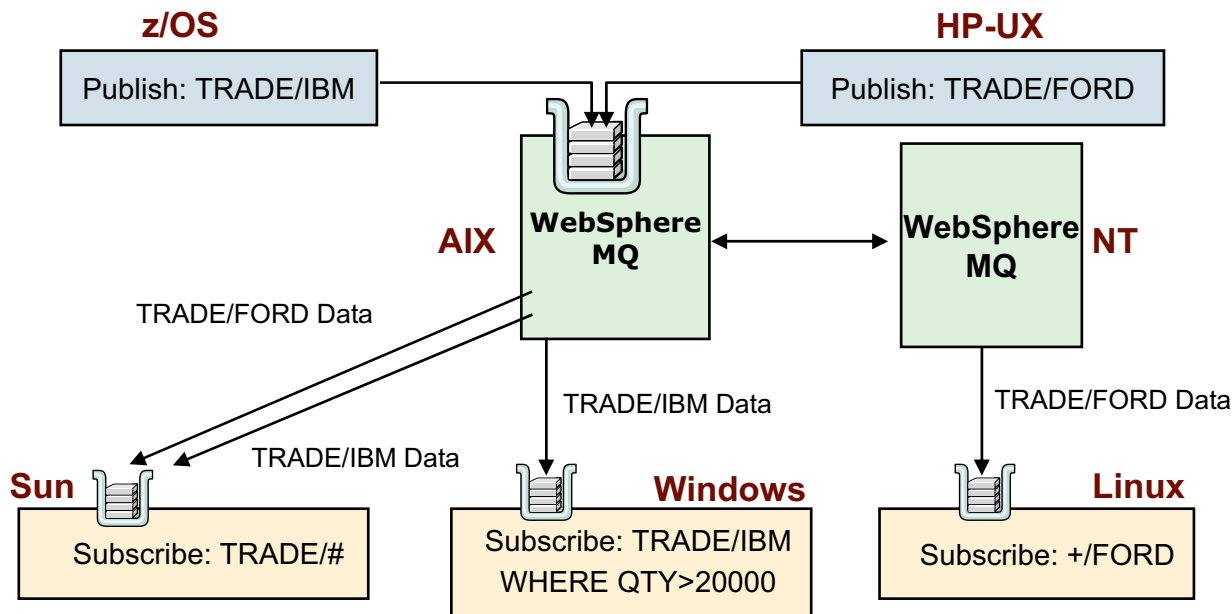 z/OS
HP-UX
Publish: TRADE/IBM
Publish: TRADE/FORD
AIX
WebSphere
MQ
WebSphere
MQ
NT
TRADE/FORD Data
TRADE/IBM Data
TRADE/IBM Data
TRADE/FORD Data
Sun
Windows
Linux
Subscribe: TRADE/#
Subscribe: TRADE/IBM
WHERE QTY>20000
Subscribe: +/FORD